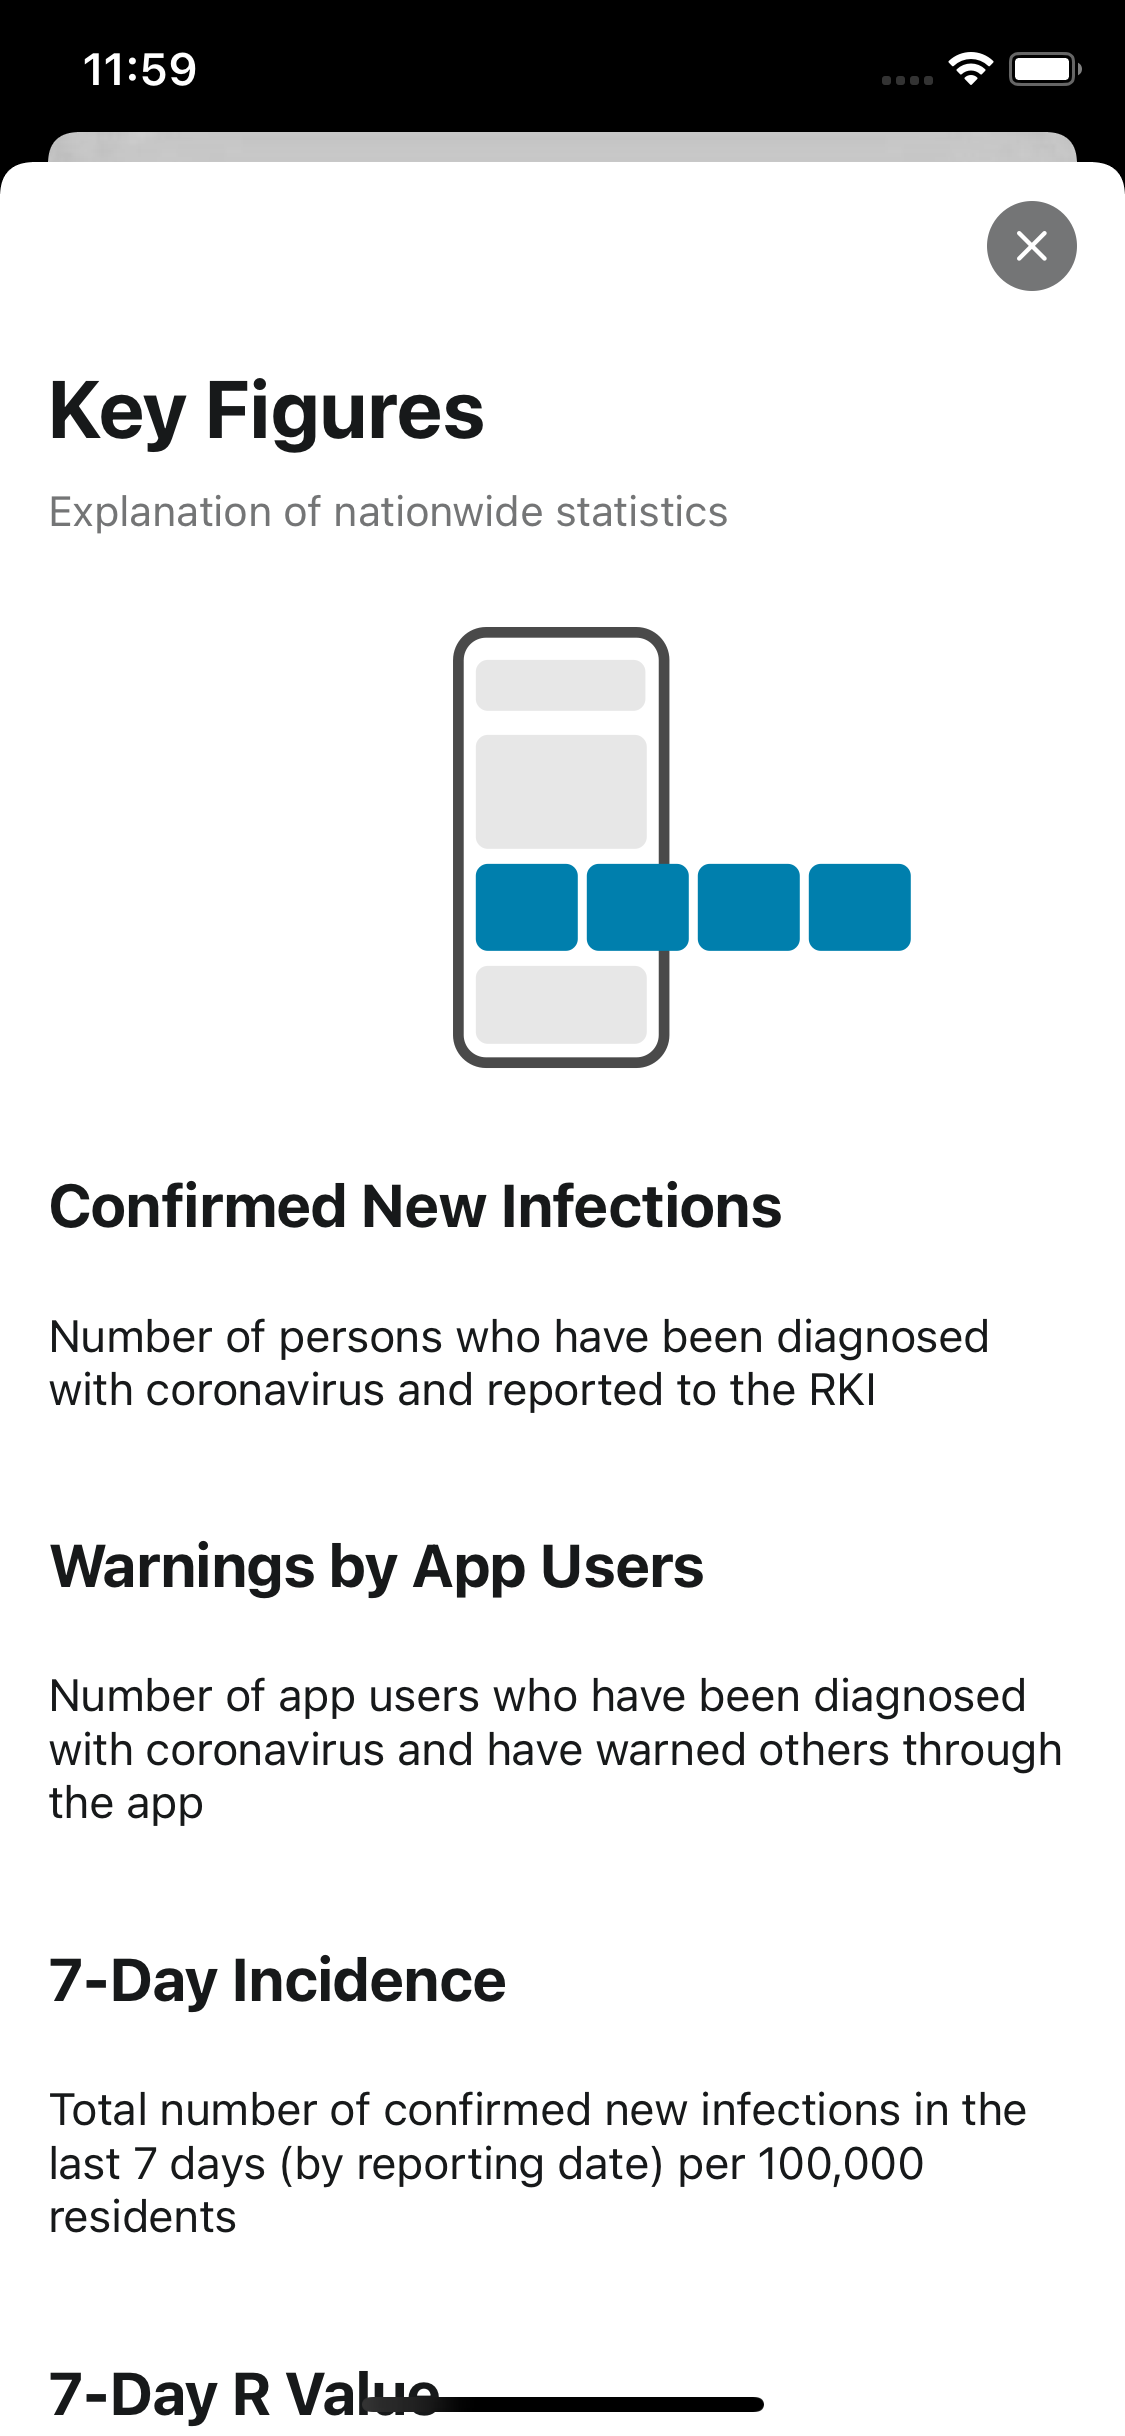 11:59
Key Figures
Explanation of nationwide statistics
Confirmed New Infections
Number of persons who have been diagnosed
with coronavirus and reported to the RKI
Warnings by App Users
Number of app users who have been diagnosed
with coronavirus and have warned others through
the app
7-Day Incidence
Total number of confirmed new infections in the
last 7 days (by reporting date) per 100,000
residents
7-Day R Value